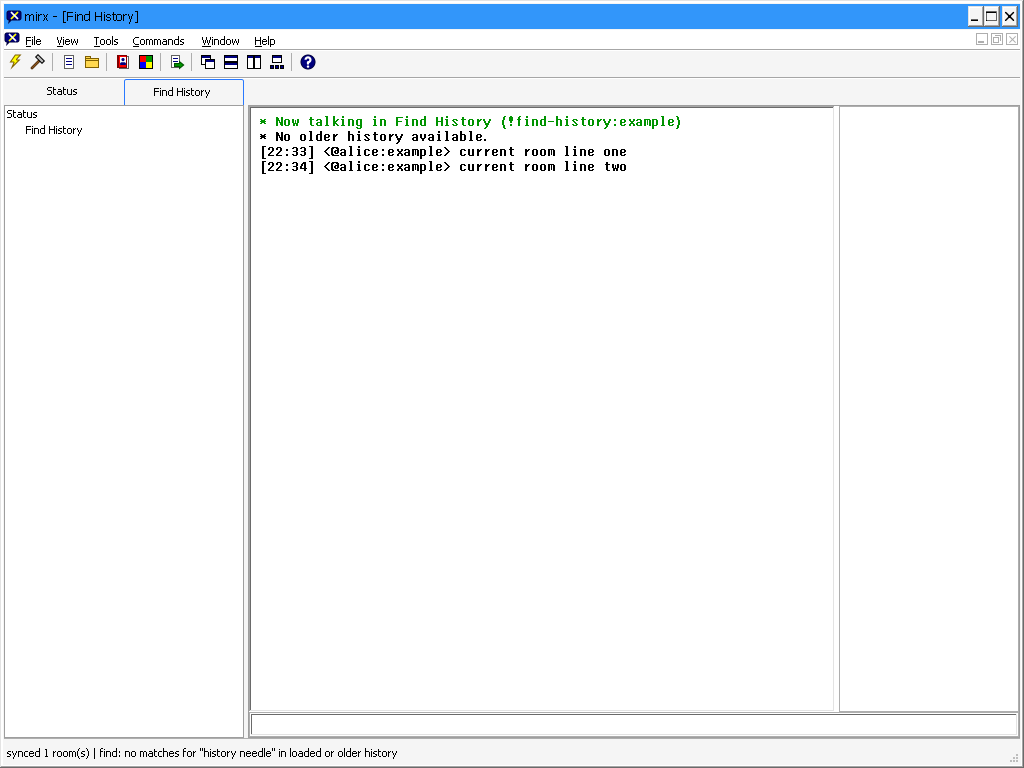 mirx - [Find History]
File View Tools Commands Window Help
Status Find History
Status
Find History
* Now talking in Find History (!find-history:example)
* No older history available.
[22:33] <@alice:example> current room line one
[22:34] <@alice:example> current room line two
synced 1 room(s) | find: no matches for "history needle" in loaded or older history